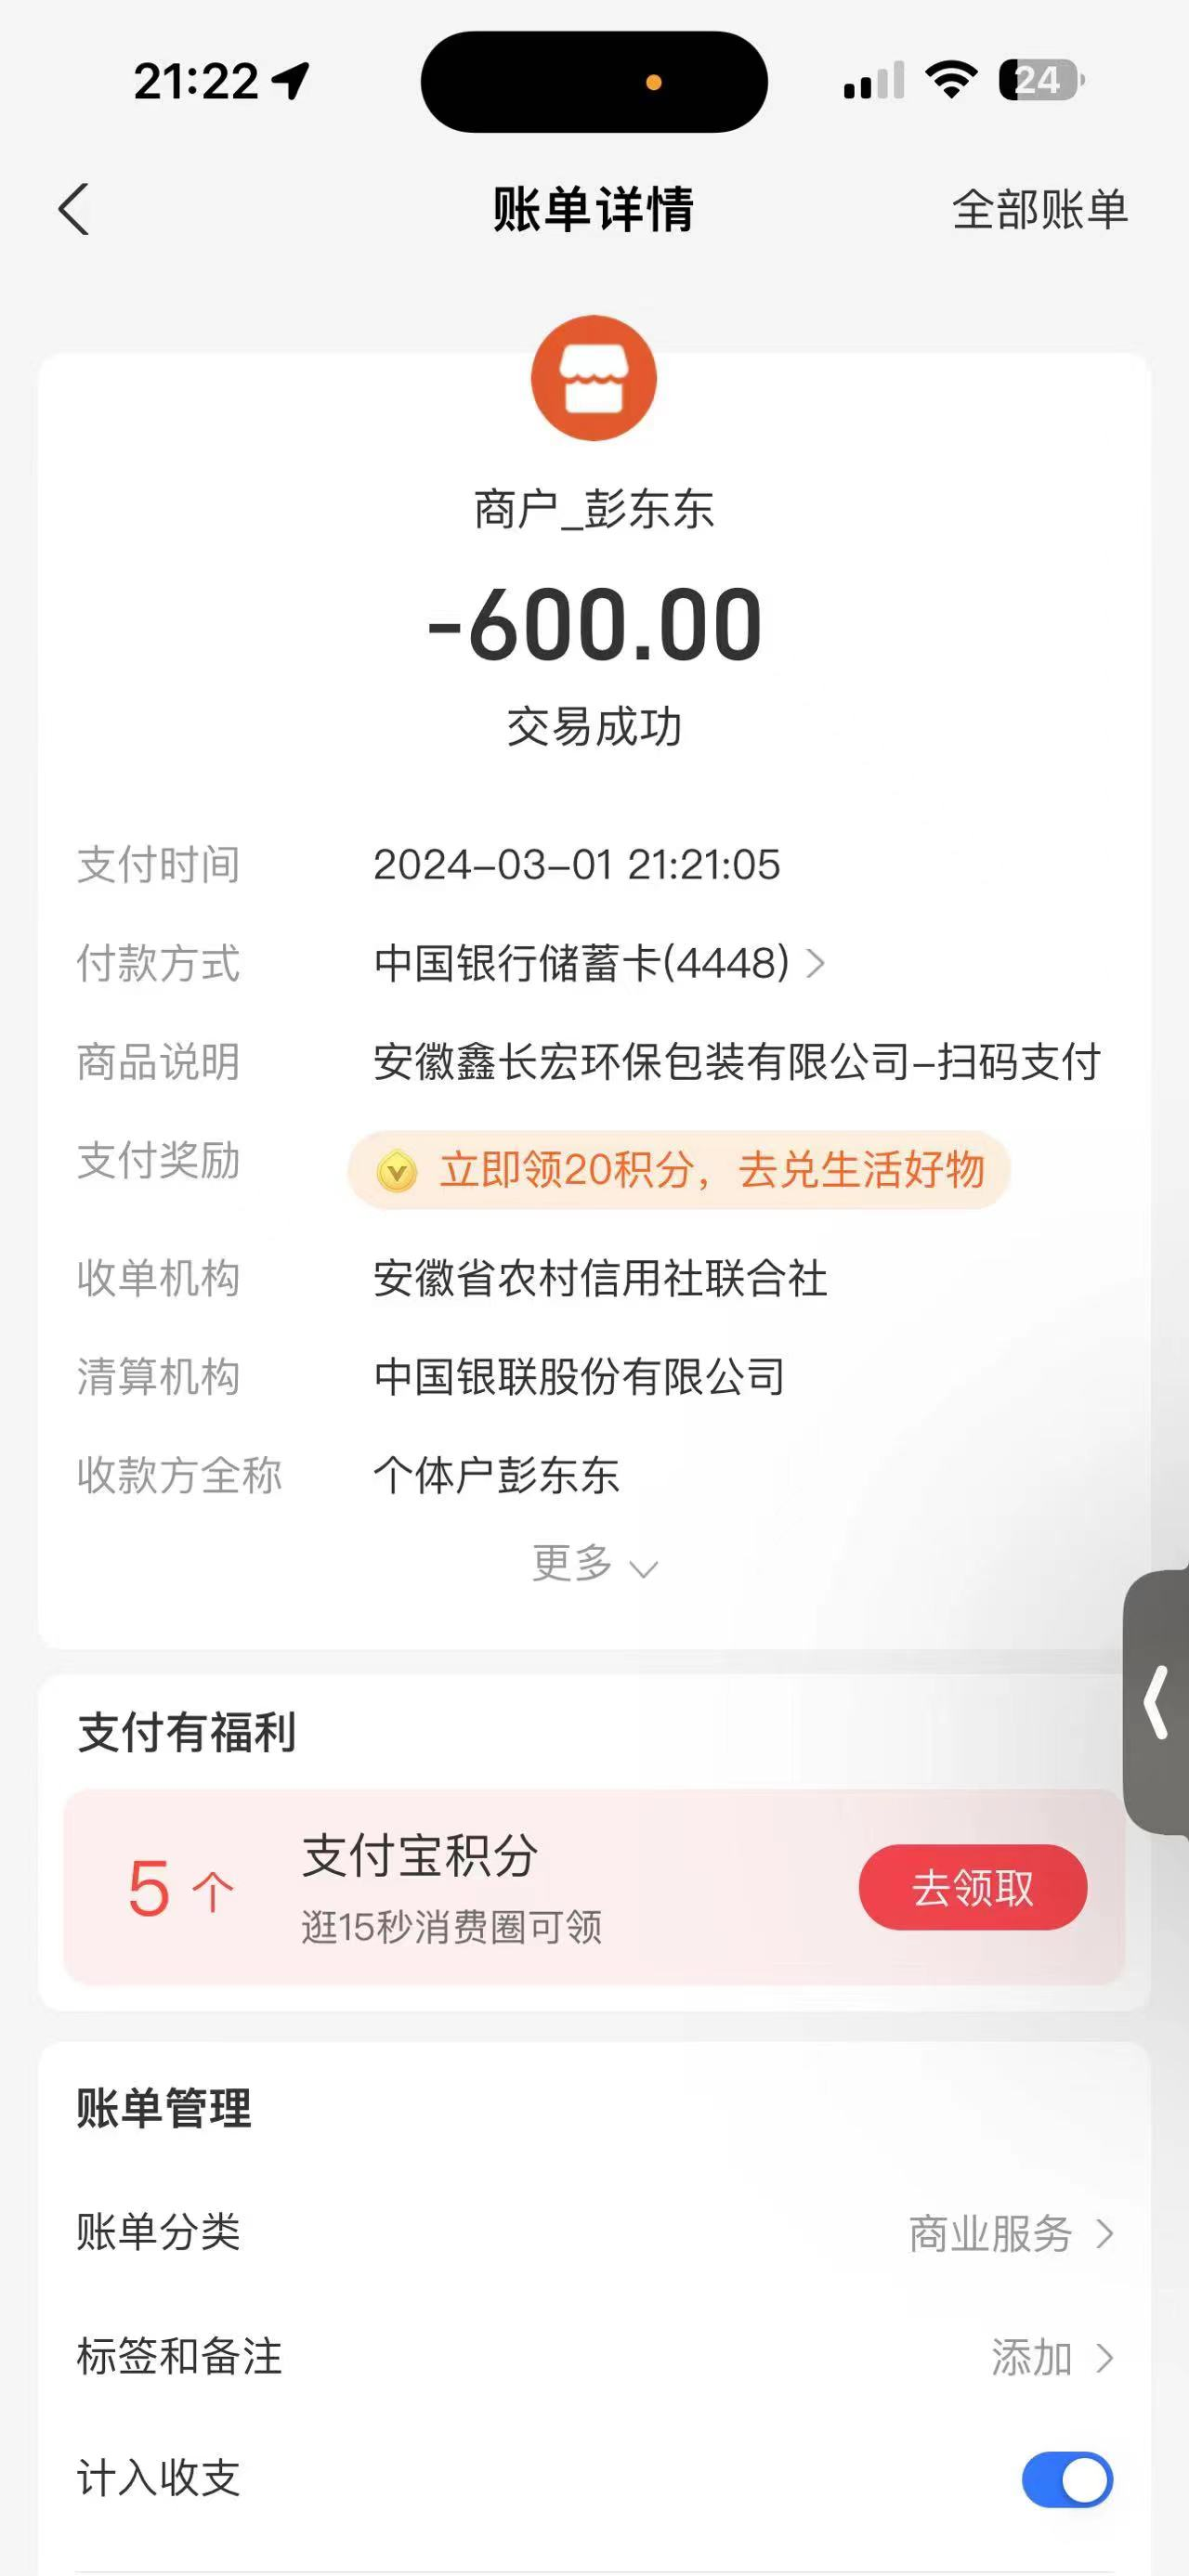 21:22
24
账单详情
全部账单
商户_彭东东
-600.00
交易成功
支付时间 2024-03-01 21:21:05
付款方式 中国银行储蓄卡(4448)
商品说明 安徽鑫长宏环保包装有限公司-扫码支付
支付奖励 立即领20积分，去兑生活好物
收单机构 安徽省农村信用社联合社
清算机构 中国银联股份有限公司
收款方全称 个体户彭东东
更多
支付有福利
5个 支付宝积分
逛15秒消费圈可领
去领取
账单管理
账单分类 商业服务
标签和备注 添加
计入收支